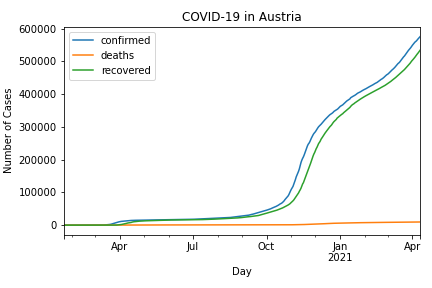 COVID-19 in Austria
confirmed
deaths
recovered
600000
500000
400000
300000
200000
100000
0
Number of Cases
Apr
Jul
Oct
Jan
2021
Apr
Day